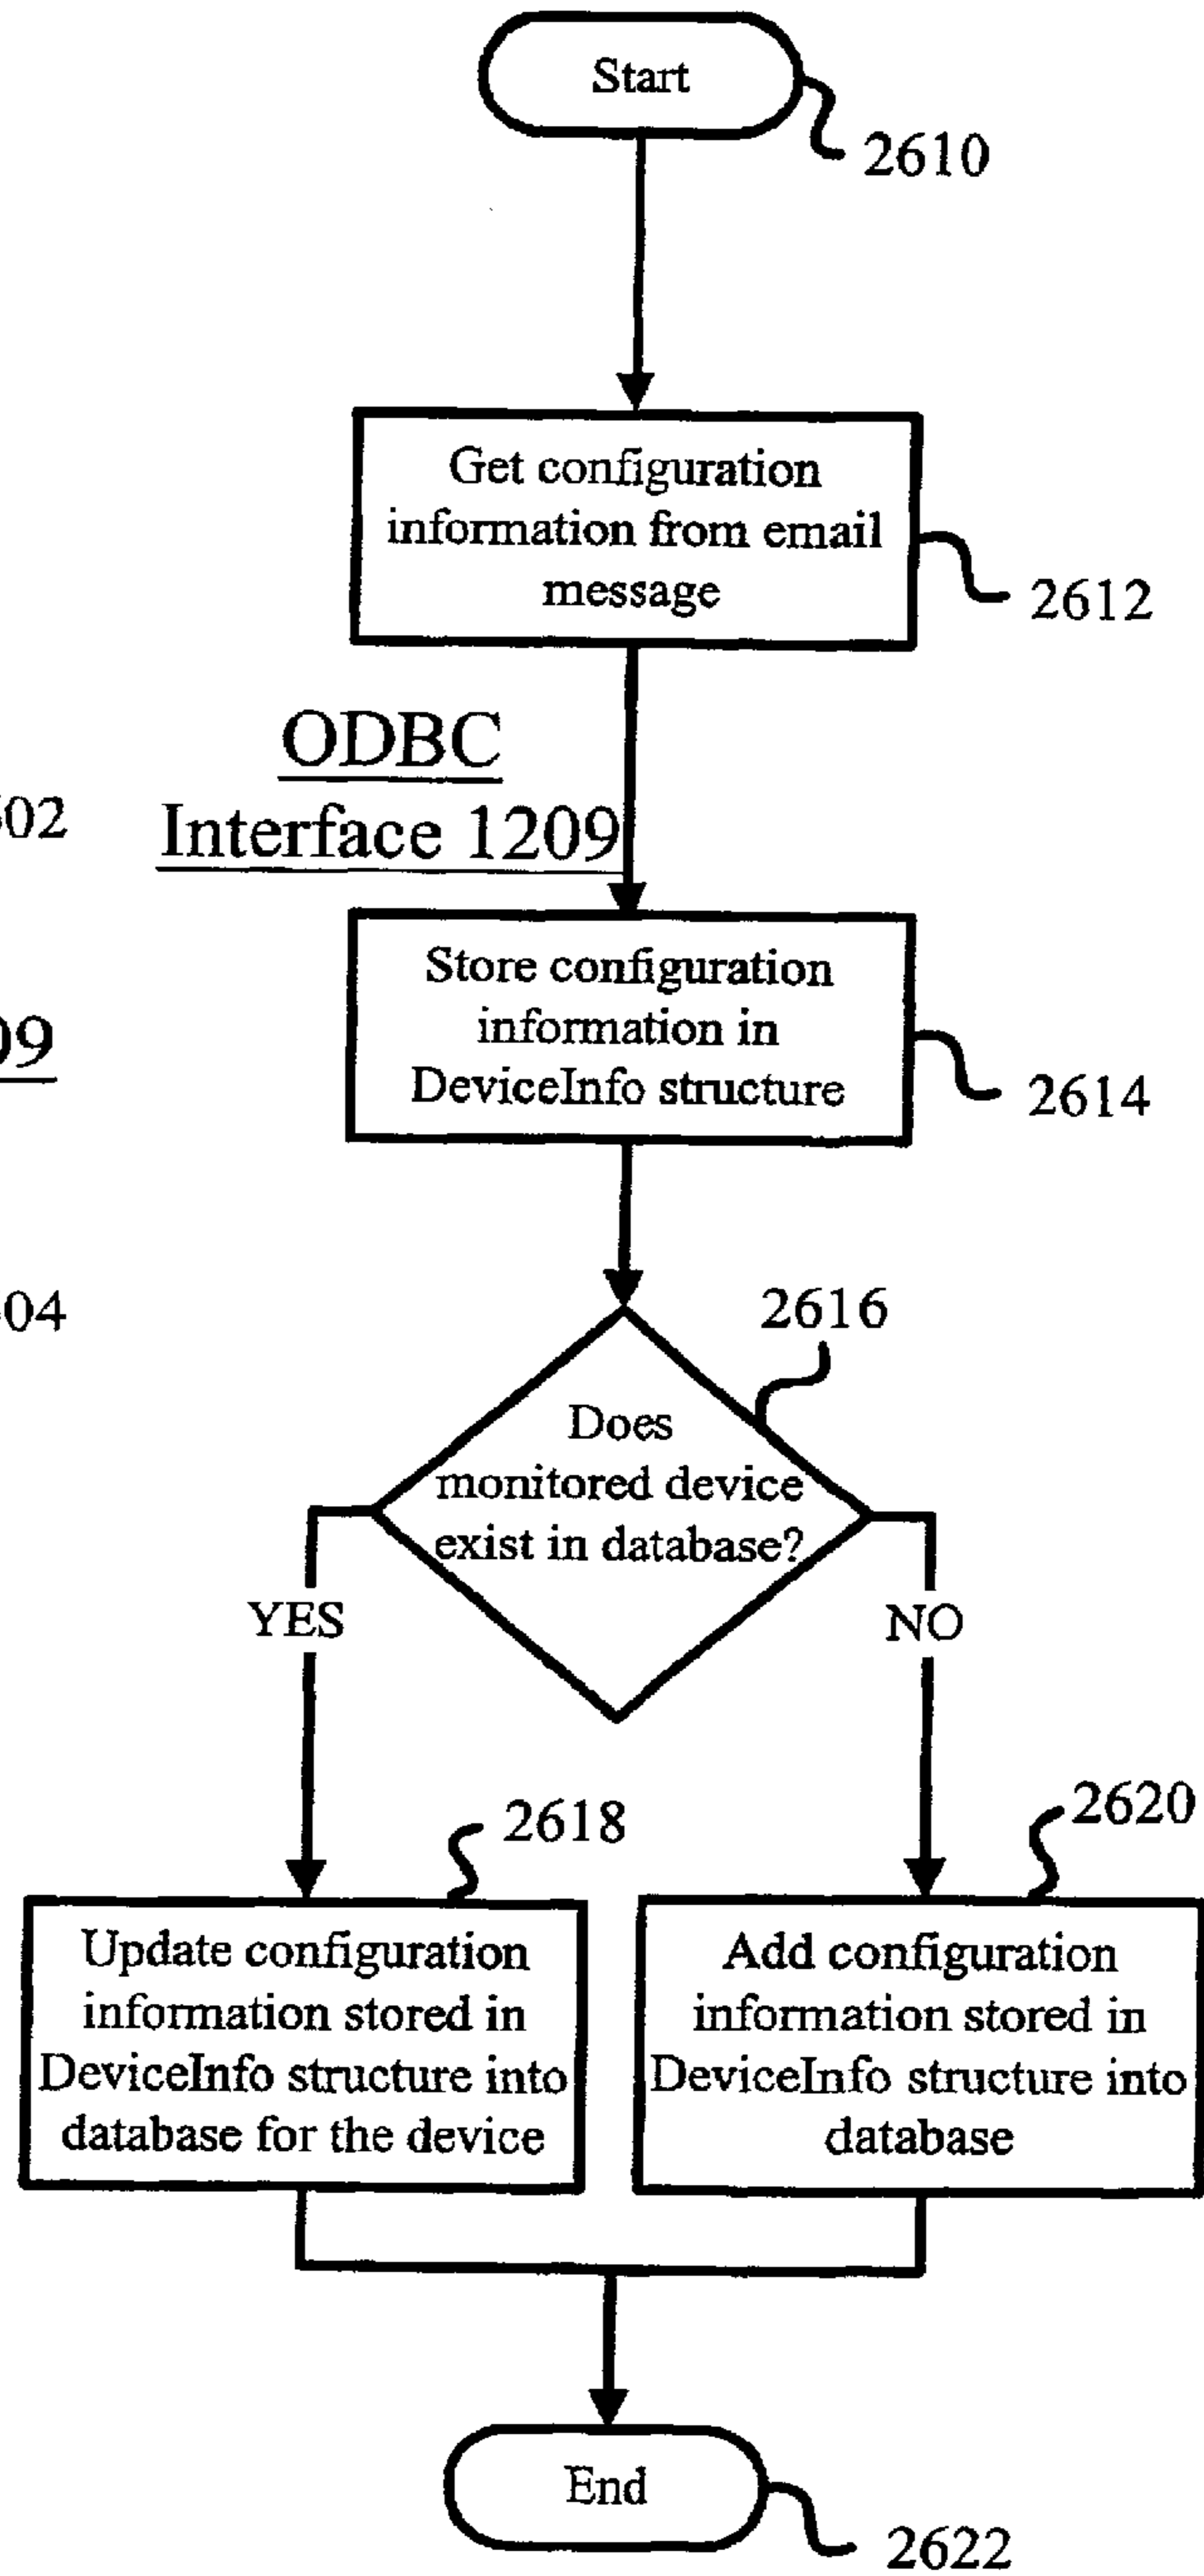 Start
2610
Get configuration
information from email
message
2612
ODBC
Interface 1209
02
Store configuration
information in
DeviceInfo structure
09
2614
04
2616
Does
monitored device
exist in database?
YES
NO
2618
2620
Update configuration
information stored in
DeviceInfo structure into
database for the device
Add configuration
information stored in
DeviceInfo structure into
database
End
2622